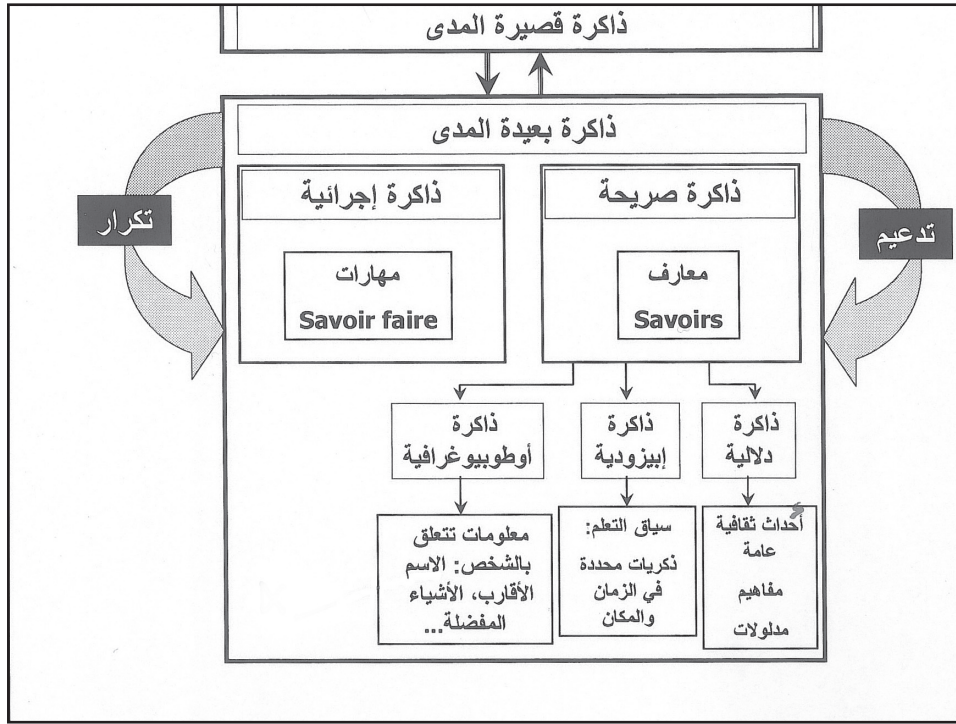 ذاكرة قصيرة المدى
ذاكرة بعيدة المدى
ذاكرة صريحة
ذاكرة إجرائية
تدعيم
تكرار
معارف
Savoirs
مهارات
Savoir faire
ذاكرة
دلالية
ذاكرة
إبيزودية
ذاكرة
أوطوبيوغرافية
أحداث ثقافية
عامة
مفاهيم
مدلولات
سياق التعلم:
ذكريات محددة
في الزمان
والمكان
معلومات تتعلق
بالشخص: الاسم
الأقارب، الأشياء
المفضلة...